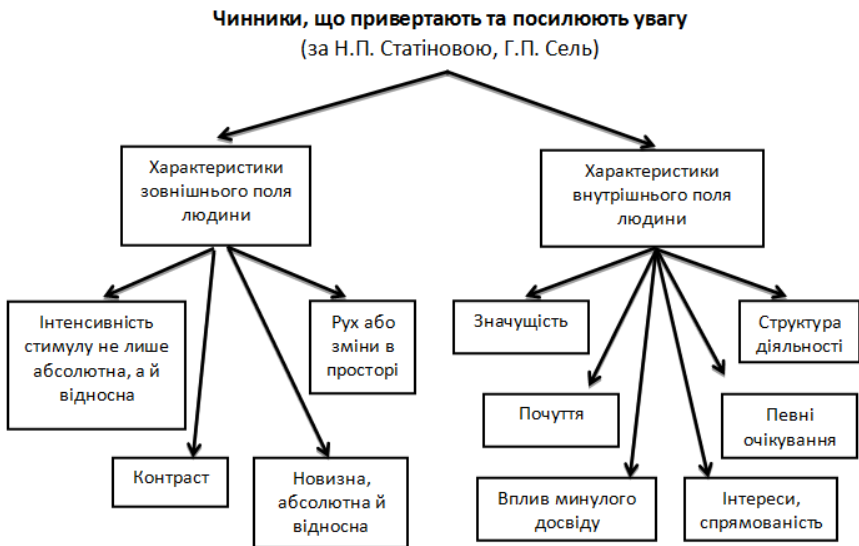 Чинники, що привертають та посилюють увагу
(за Н.П. Статіновою, Г.П. Сель)
Характеристики
зовнішнього поля
людини
Характеристики
внутрішнього поля
людини
Інтенсивність
стимулу не лише
абсолютна, а й
відносна
Рух або
зміни в
просторі
Контраст
Новизна,
абсолютна й
відносна
Значущість
Структура
діяльності
Почуття
Певні
очікування
Вплив минулого
досвіду
Інтереси,
спрямованість